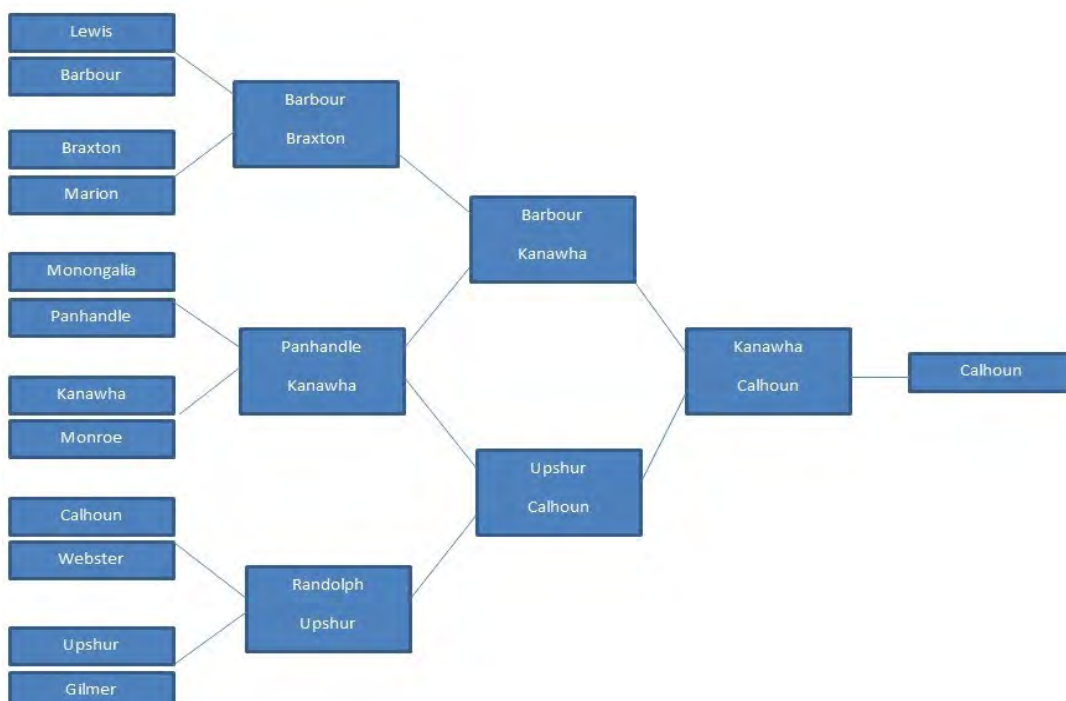 Lewis
Barbour
Braxton
Marion
Monongalia
Panhandle
Kanawha
Monroe
Calhoun
Webster
Upshur
Gilmer
Barbour
Braxton
Panhandle
Kanawha
Randolph
Upshur
Barbour
Kanawha
Upshur
Calhoun
Kanawha
Calhoun
Calhoun